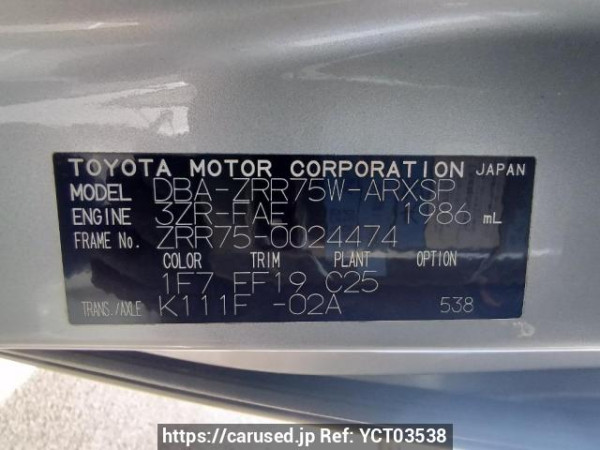 TOYOTA MOTOR CORPORATION JAPAN
MODEL DBA-ZRR75W-ARXSP
ENGINE 3ZR-FAE 1986 mL
FRAME No. ZRR75-0024474
COLOR TRIM PLANT OPTION
1F7 FF19 C25
TRANS./AXLE K111F -02A 538
https://carused.jp Ref: YCT03538